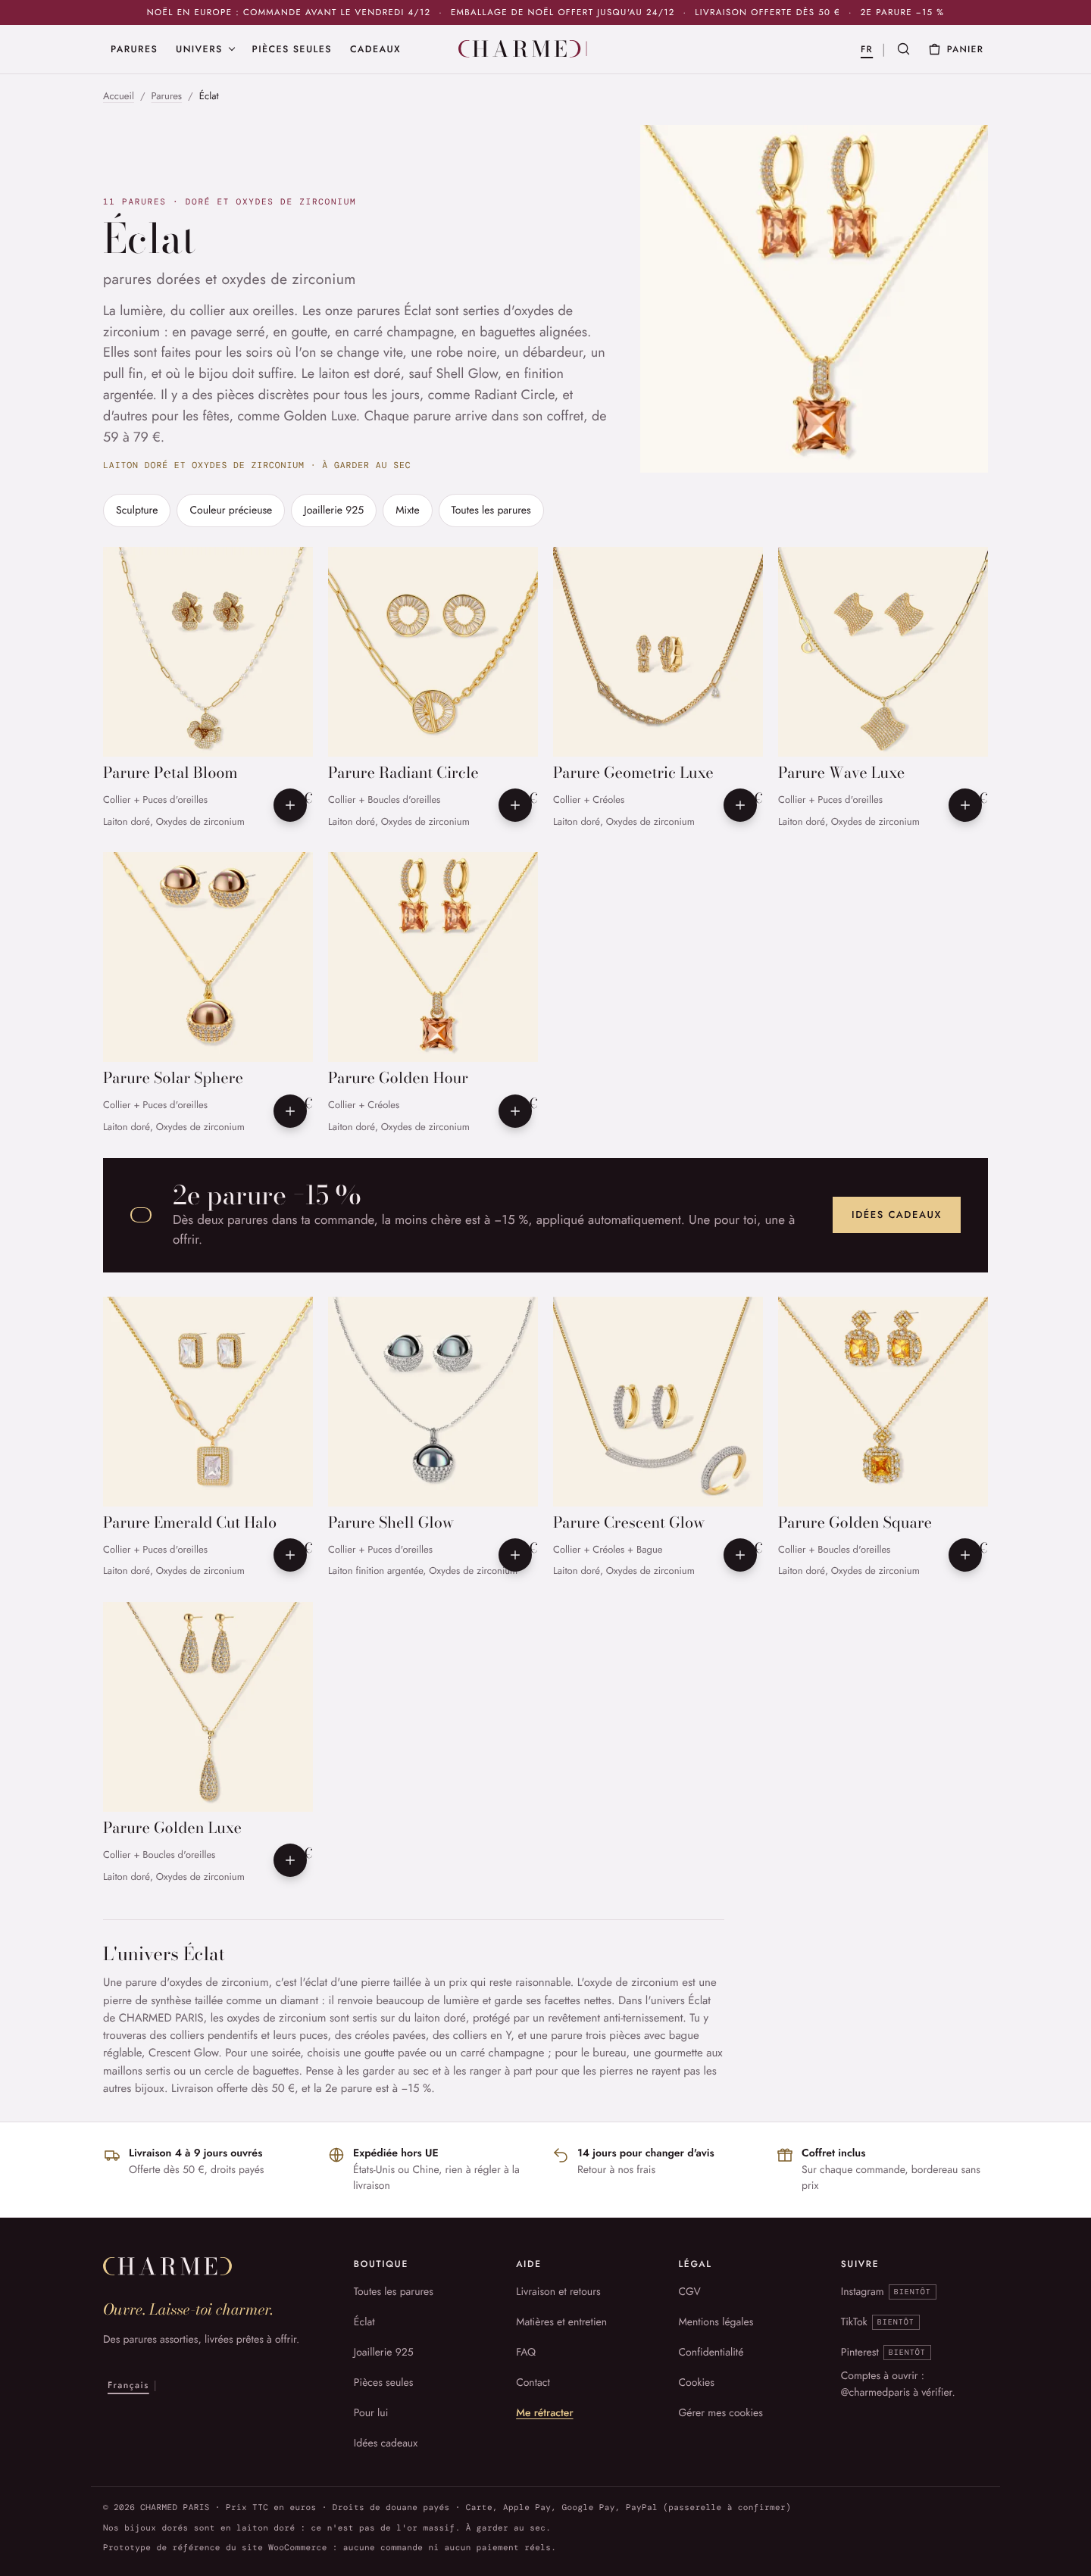 NOËL EN EUROPE : COMMANDE AVANT LE VENDREDI 4/12 · EMBALLAGE DE NOËL OFFERT JUSQU'AU 24/12 · LIVRAISON OFFERTE DÈS 50 € · 2E PARURE −15 %
PARURES UNIVERS PIÈCES SEULES CADEAUX CHARMED FR PANIER
Accueil / Parures / Éclat
11 PARURES · DORÉ ET OXYDES DE ZIRCONIUM
Éclat
parures dorées et oxydes de zirconium
La lumière, du collier aux oreilles. Les onze parures Éclat sont serties d'oxydes de
zirconium : en pavage serré, en goutte, en carré champagne, en baguettes alignées.
Elles sont faites pour les soirs où l'on se change vite, une robe noire, un débardeur, un
pull fin, et où le bijou doit suffire. Le laiton est doré, sauf Shell Glow, en finition
argentée. Il y a des pièces discrètes pour tous les jours, comme Radiant Circle, et
d'autres pour les fêtes, comme Golden Luxe. Chaque parure arrive dans son coffret, de
59 à 79 €.
LAITON DORÉ ET OXYDES DE ZIRCONIUM · À GARDER AU SEC
Sculpture Couleur précieuse Joaillerie 925 Mixte Toutes les parures
Parure Petal Bloom Parure Radiant Circle Parure Geometric Luxe Parure Wave Luxe
Collier + Puces d'oreilles € Collier + Boucles d'oreilles € Collier + Créoles € Collier + Puces d'oreilles €
Laiton doré, Oxydes de zirconium Laiton doré, Oxydes de zirconium Laiton doré, Oxydes de zirconium Laiton doré, Oxydes de zirconium
Parure Solar Sphere Parure Golden Hour
Collier + Puces d'oreilles € Collier + Créoles €
Laiton doré, Oxydes de zirconium Laiton doré, Oxydes de zirconium
2e parure −15 %
Dès deux parures dans ta commande, la moins chère est à −15 %, appliqué automatiquement. Une pour toi, une à
offrir.
IDÉES CADEAUX
Parure Emerald Cut Halo Parure Shell Glow Parure Crescent Glow Parure Golden Square
Collier + Puces d'oreilles € Collier + Puces d'oreilles € Collier + Créoles + Bague € Collier + Boucles d'oreilles €
Laiton doré, Oxydes de zirconium Laiton finition argentée, Oxydes de zirconium Laiton doré, Oxydes de zirconium Laiton doré, Oxydes de zirconium
Parure Golden Luxe
Collier + Boucles d'oreilles €
Laiton doré, Oxydes de zirconium
L'univers Éclat
Une parure d'oxydes de zirconium, c'est l'éclat d'une pierre taillée à un prix qui reste raisonnable. L'oxyde de zirconium est une
pierre de synthèse taillée comme un diamant : il renvoie beaucoup de lumière et garde ses facettes nettes. Dans l'univers Éclat
de CHARMED PARIS, les oxydes de zirconium sont sertis sur du laiton doré, protégé par un revêtement anti-ternissement. Tu y
trouveras des colliers pendentifs et leurs puces, des créoles pavées, des colliers en Y, et une parure trois pièces avec bague
réglable, Crescent Glow. Pour une soirée, choisis une goutte pavée ou un carré champagne ; pour le bureau, une gourmette aux
maillons sertis ou un cercle de baguettes. Pense à les garder au sec et à les ranger à part pour que les pierres ne rayent pas les
autres bijoux. Livraison offerte dès 50 €, et la 2e parure est à −15 %.
Livraison 4 à 9 jours ouvrés
Offerte dès 50 €, droits payés
Expédiée hors UE
États-Unis ou Chine, rien à régler à la
livraison
14 jours pour changer d'avis
Retour à nos frais
Coffret inclus
Sur chaque commande, bordereau sans
prix
CHARMED
Ouvre. Laisse-toi charmer.
Des parures assorties, livrées prêtes à offrir.
Français
BOUTIQUE
Toutes les parures
Éclat
Joaillerie 925
Pièces seules
Pour lui
Idées cadeaux
AIDE
Livraison et retours
Matières et entretien
FAQ
Contact
Me rétracter
LÉGAL
CGV
Mentions légales
Confidentialité
Cookies
Gérer mes cookies
SUIVRE
Instagram BIENTÔT
TikTok BIENTÔT
Pinterest BIENTÔT
Comptes à ouvrir :
@charmedparis à vérifier.
© 2026 CHARMED PARIS · Prix TTC en euros · Droits de douane payés · Carte, Apple Pay, Google Pay, PayPal (passerelle à confirmer)
Nos bijoux dorés sont en laiton doré : ce n'est pas de l'or massif. À garder au sec.
Prototype de référence du site WooCommerce : aucune commande ni aucun paiement réels.